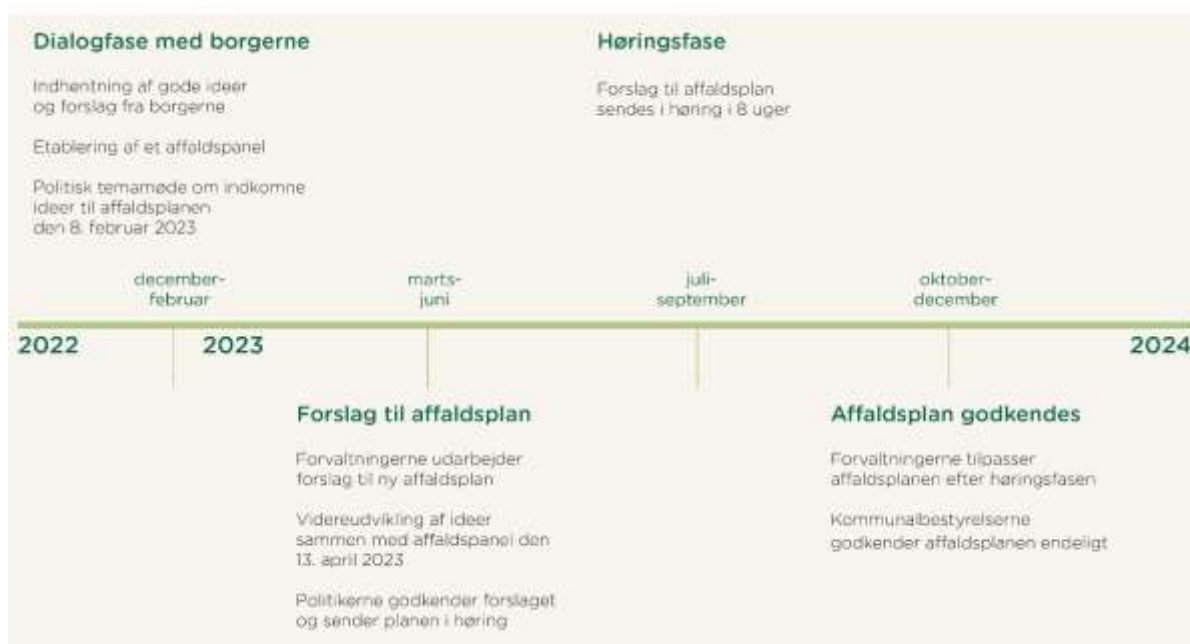 Dialogfase med borgerne
Indhentning af gode ideer
og forslag fra borgerne
Etablering af et affaldspanel
Politisk temamøde om indkomne
ideer til affaldsplanen
den 8. februar 2023
Høringsfase
Forslag til affaldsplan
sendes i høring i 8 uger
december-
februar
marts-
juni
juli-
september
oktober-
december
2022
2023
2024
Forslag til affaldsplan
Forvaltningerne udarbejder
forslag til ny affaldsplan
Videreudvikling af ideer
sammen med affaldspanel den
13. april 2023
Politikerne godkender forslaget
og sender planen i høring
Affaldsplan godkendes
Forvaltningerne tilpasser
affaldsplanen efter høringsfasen
Kommunalbestyrelserne
godkender affaldsplanen endeligt